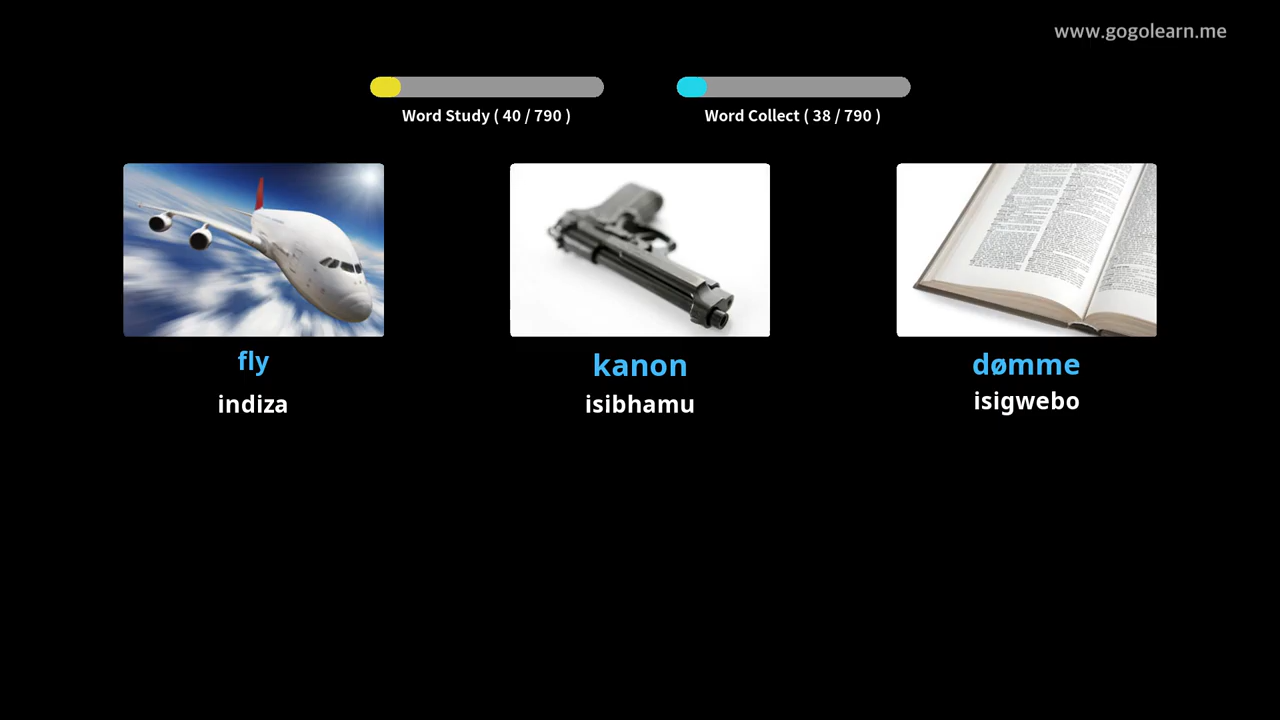 www.gogolearn.me
Word Study ( 40 / 790 )
Word Collect ( 38 / 790 )
fly
kanon
dømme
indiza
isibhamu
isigwebo